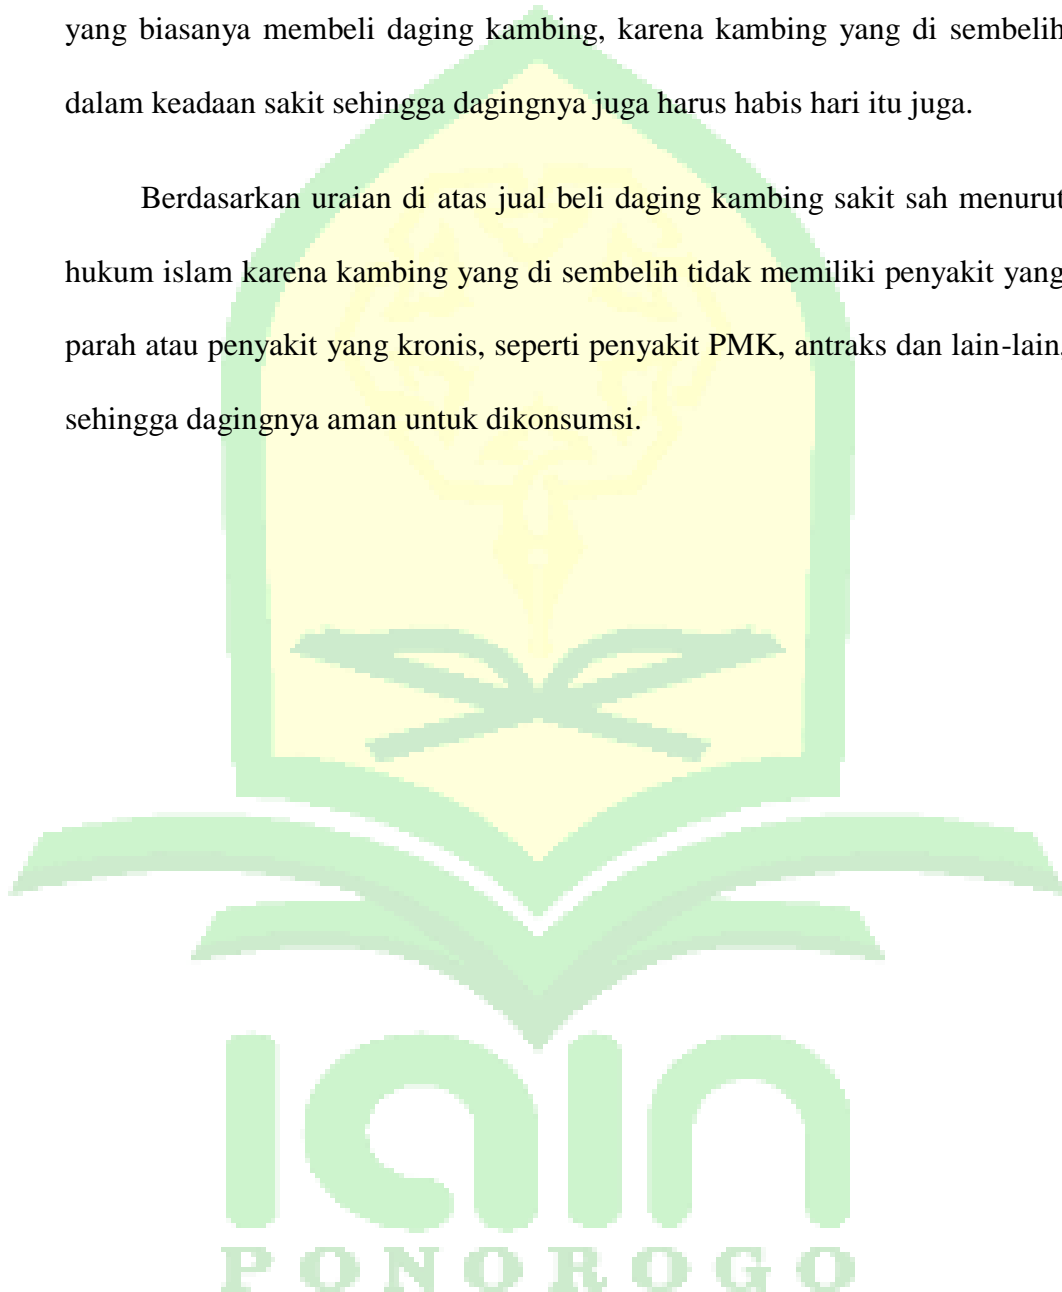 yang biasanya membeli daging kambing, karena kambing yang di sembelih
dalam keadaan sakit sehingga dagingnya juga harus habis hari itu juga.
Berdasarkan uraian di atas jual beli daging kambing sakit sah menurut
hukum islam karena kambing yang di sembelih tidak memiliki penyakit yang
parah atau penyakit yang kronis, seperti penyakit PMK, antraks dan lain-lain,
sehingga dagingnya aman untuk dikonsumsi.
iain
PONOROGO